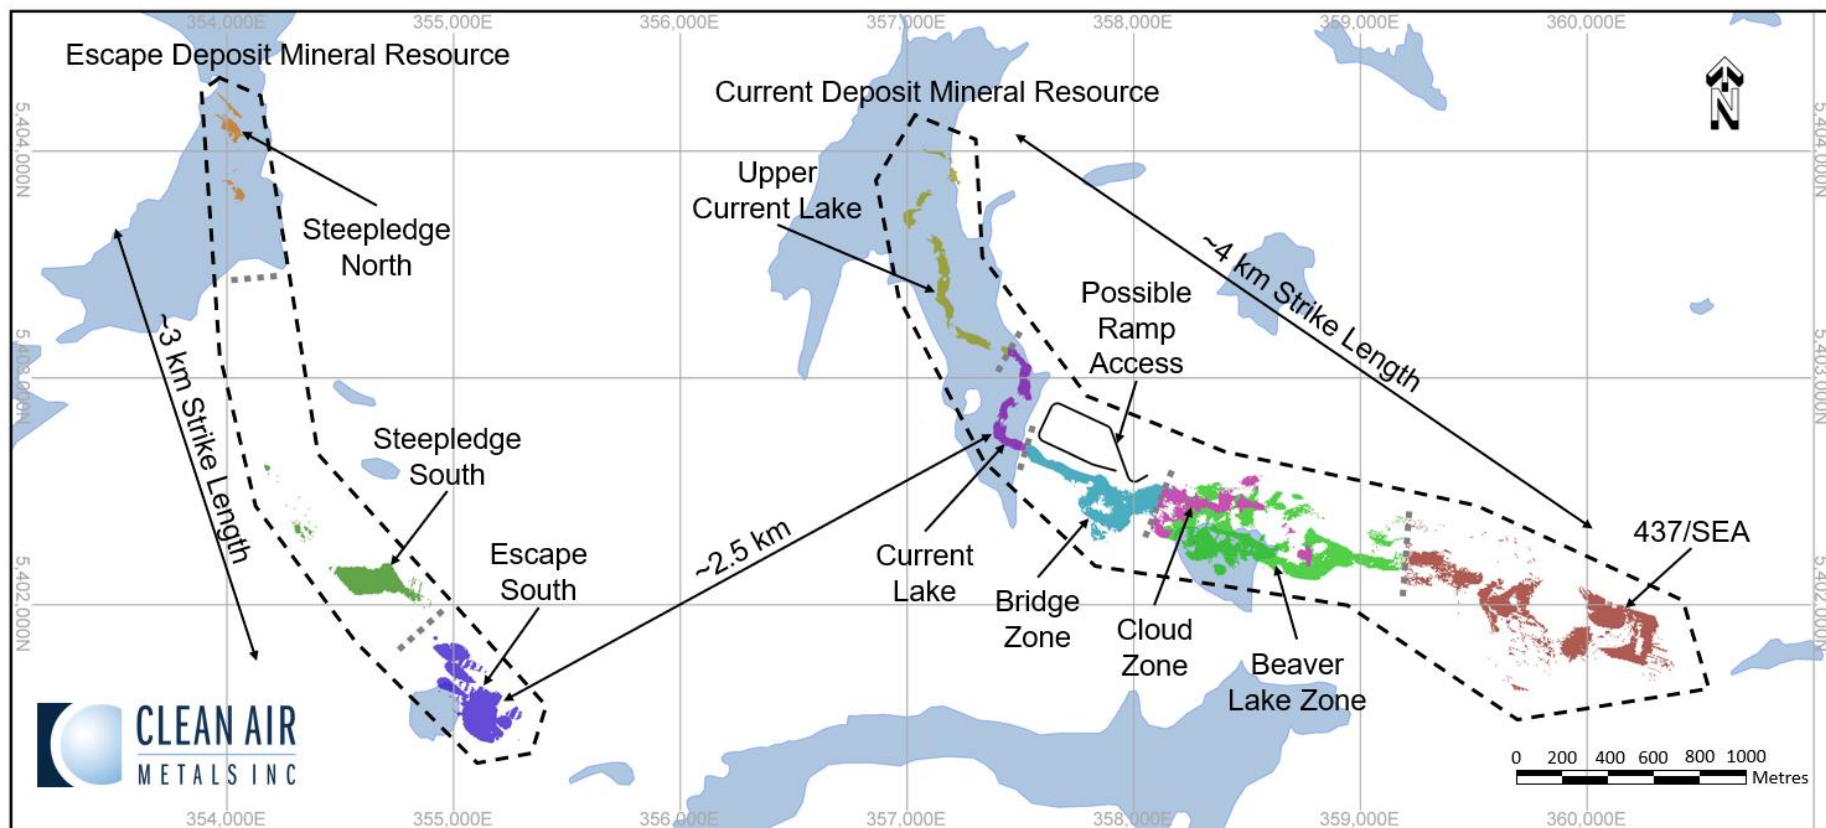 354,000E
355,000E
356,000E
357,000E
358,000E
359,000E
360,000E
Escape Deposit Mineral Resource
Current Deposit Mineral Resource
N
5,404,000N
5,404,000N
Upper
Current Lake
Steepledge
North
~4 km Strike Length
Possible
Ramp
Access
~3 km Strike Length
5,403,000N
5,403,000N
Steepledge
South
~2.5 km
Escape
South
Current
Lake
Bridge
Zone
Cloud
Zone
Beaver
Lake Zone
437/SEA
5,402,000N
5,402,000N
CLEAN AIR
METALS INC
0 200 400 600 800 1000
Metres
354,000E
355,000E
356,000E
357,000E
358,000E
359,000E
360,000E